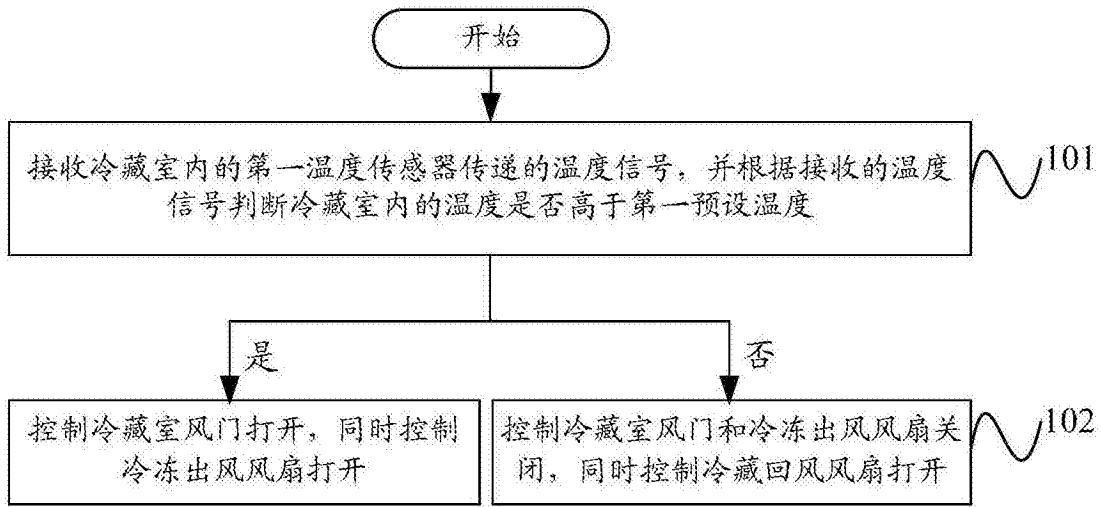 开始
接收冷藏室内的第一温度传感器传递的温度信号，并根据接收的温度
信号判断冷藏室内的温度是否高于第一预设温度
101
是
否
控制冷藏室风门打开，同时控制
冷冻出风风扇打开
控制冷藏室风门和冷冻出风风扇关
闭，同时控制冷藏回风风扇打开
102